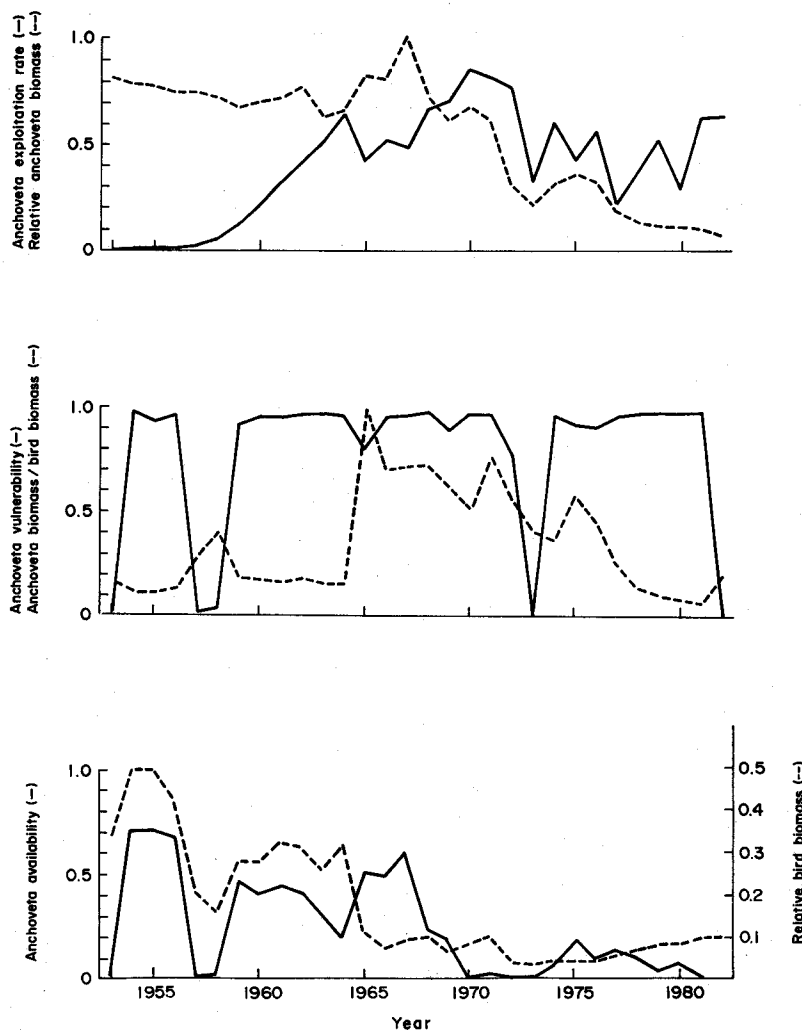 Anchoveta exploitation rate (—)
Relative anchoveta biomass (--)
1.0
0.5
0
Anchoveta vulnerability (—)
Anchoveta biomass / bird biomass (--)
1.0
0.5
0
Anchoveta availability (—)
1.0
0.5
0
0.5
0.4
0.3
0.2
0.1
Relative bird biomass (--)
1955 1960 1965 1970 1975 1980
Year